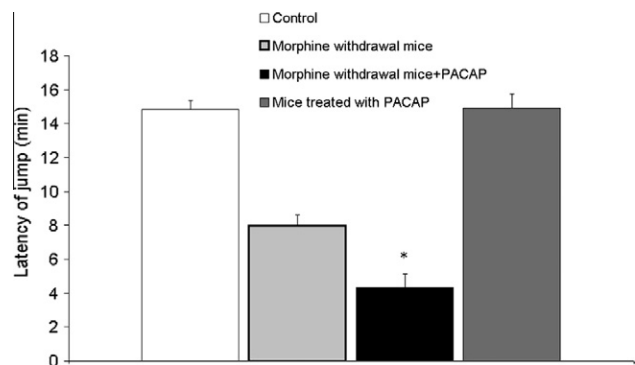 Control
Morphine withdrawal mice
Morphine withdrawal mice+PACAP
Mice treated with PACAP
Latency of jump (min)
18
16
14
12
10
8
6
4
2
0
*